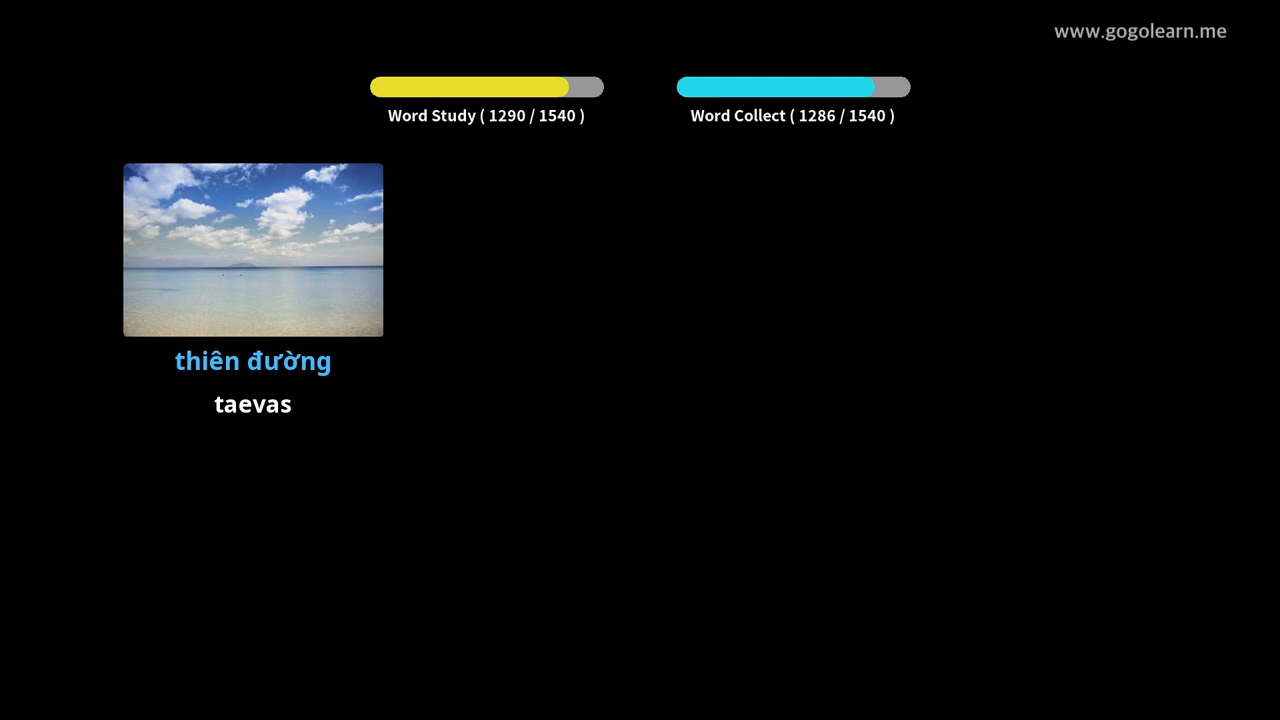 www.gogolearn.me
Word Study ( 1290 / 1540 )
Word Collect ( 1286 / 1540 )
thiên đường
taevas